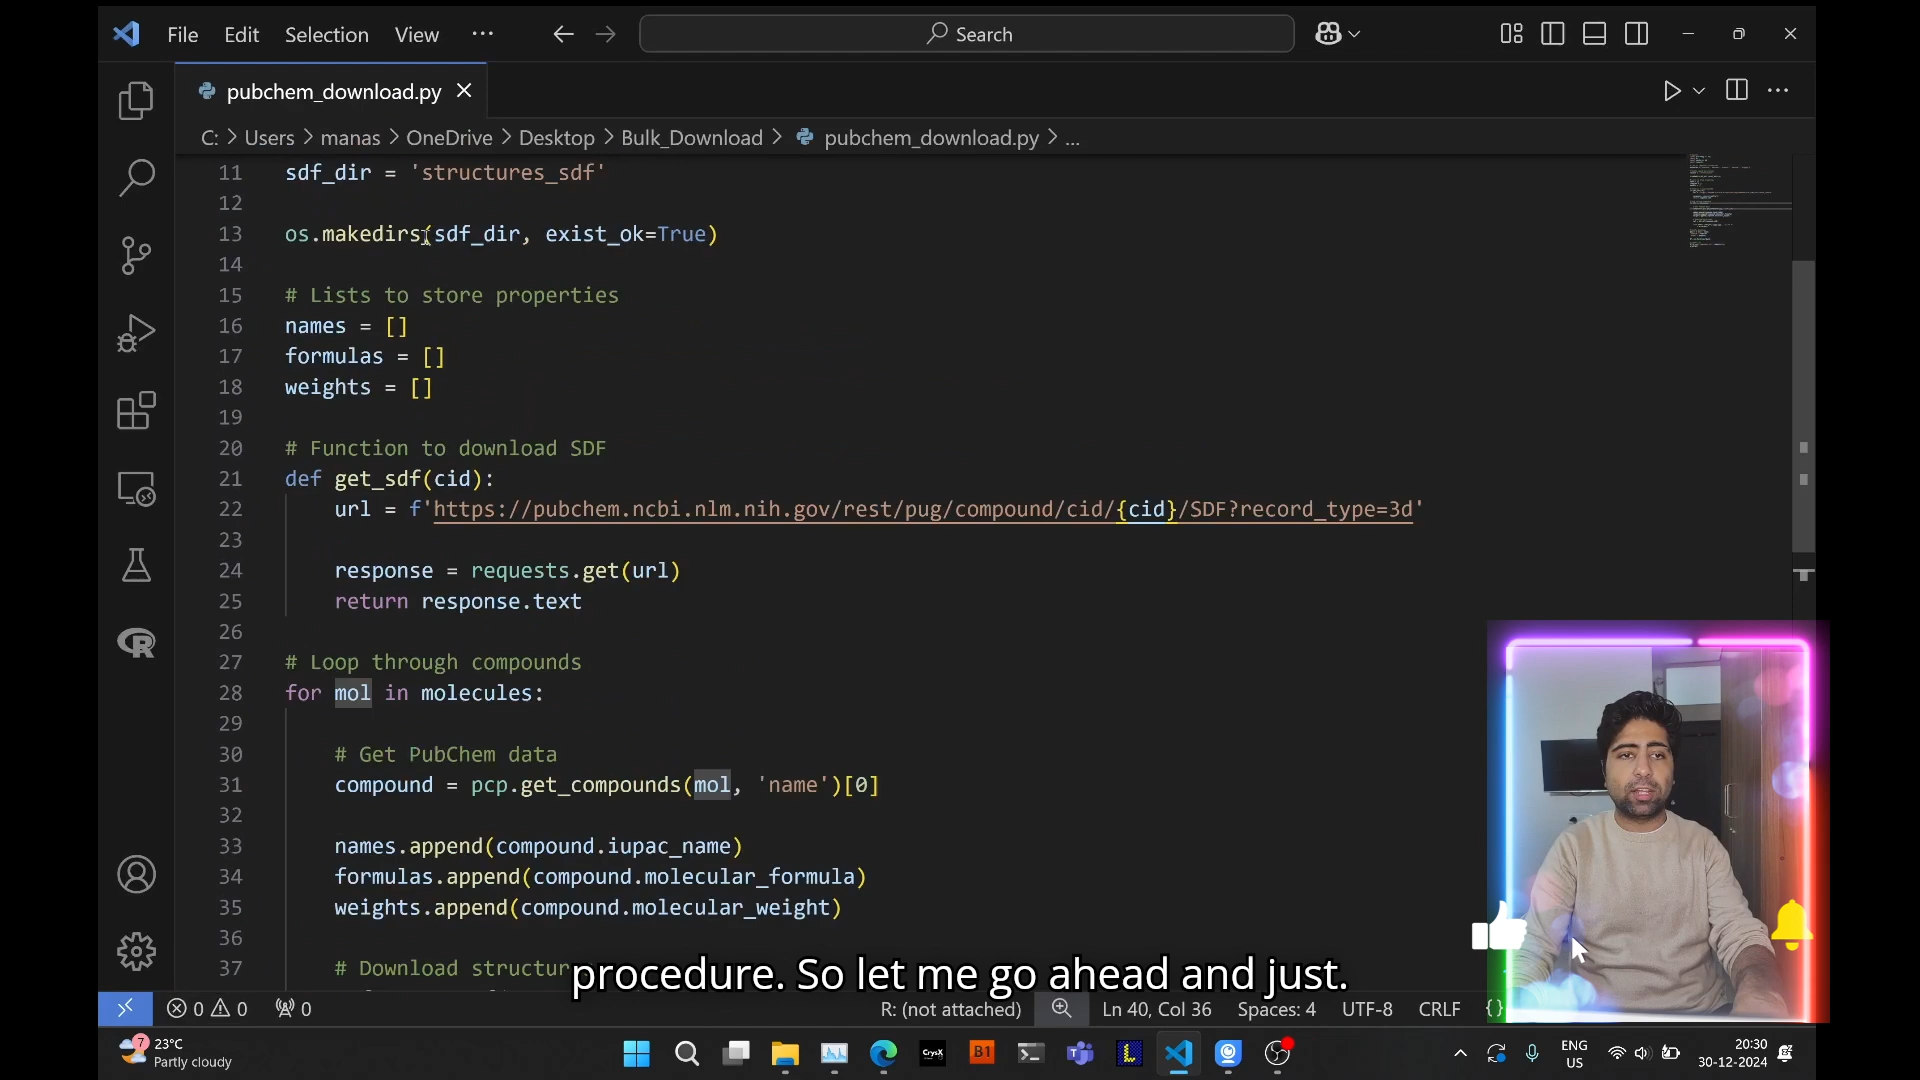 File Edit Selection View ... Search
pubchem_download.py
C: > Users > manas > OneDrive > Desktop > Bulk_Download > pubchem_download.py > ...
11 sdf_dir = 'structures_sdf'
12
13 os.makedirs(sdf_dir, exist_ok=True)
14
15 # Lists to store properties
16 names = []
17 formulas = []
18 weights = []
19
20 # Function to download SDF
21 def get_sdf(cid):
22 url = f'https://pubchem.ncbi.nlm.nih.gov/rest/pug/compound/cid/{cid}/SDF?record_type=3d'
23
24 response = requests.get(url)
25 return response.text
26
27 # Loop through compounds
28 for mol in molecules:
29
30 # Get PubChem data
31 compound = pcp.get_compounds(mol, 'name')[0]
32
33 names.append(compound.iupac_name)
34 formulas.append(compound.molecular_formula)
35 weights.append(compound.molecular_weight)
36
37 # Download structur
procedure. So let me go ahead and just.
0 0 0 R: (not attached) Ln 40, Col 36 Spaces: 4 UTF-8 CRLF {}
7 23°C
Partly cloudy
CrysX B1
ENG
US
20:30
30-12-2024